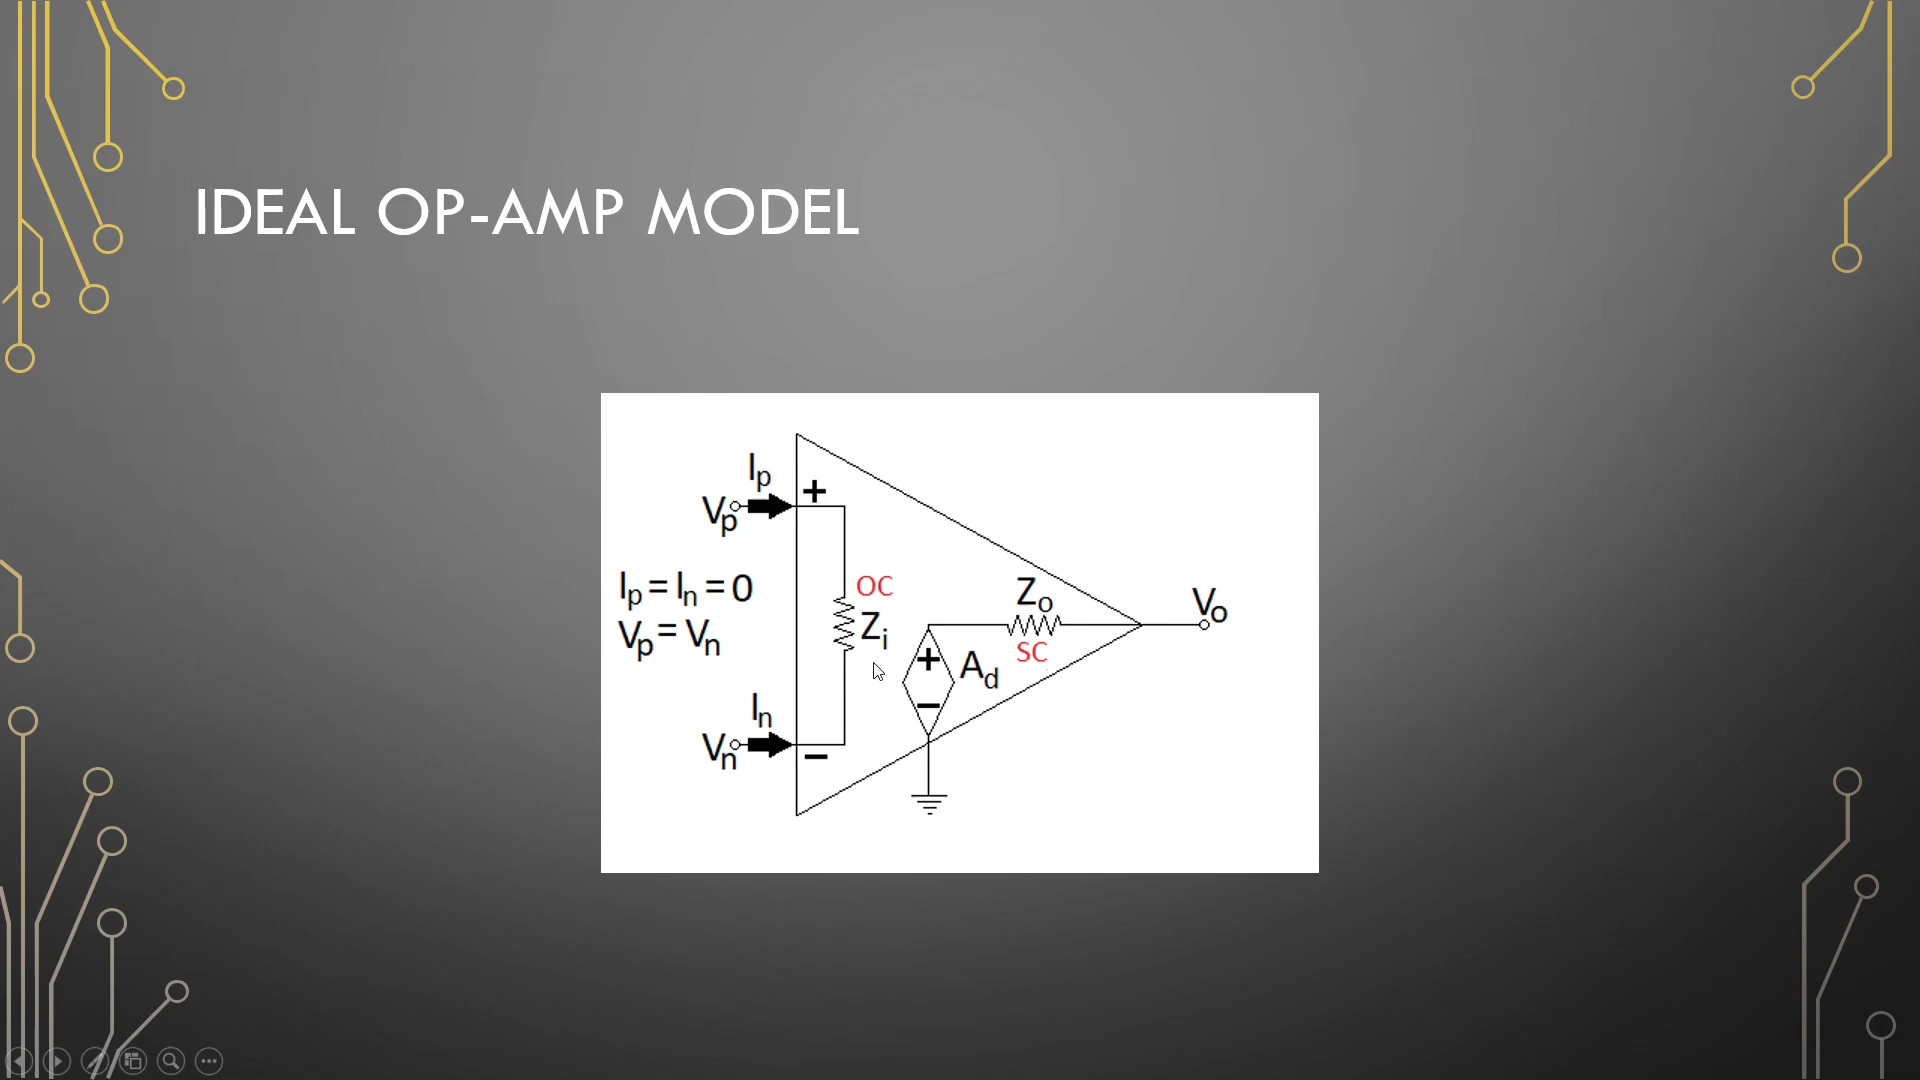 IDEAL OP-AMP MODEL
Ip
+
Vp
Ip = In = 0
Vp = Vn
OC
Zi
Zo
SC
Vo
+
Ad
−
In
Vn
−